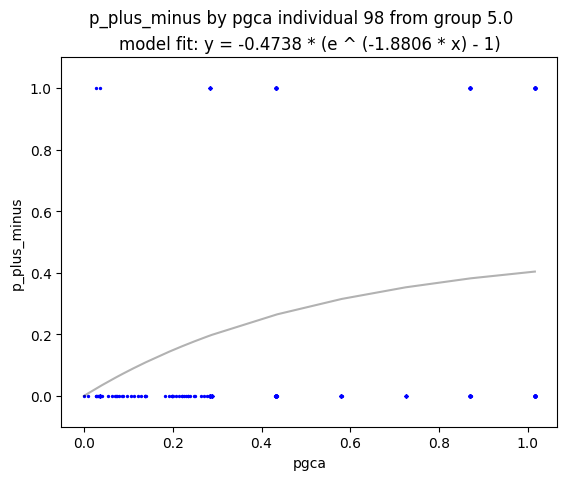 p_plus_minus by pgca individual 98 from group 5.0
model fit: y = -0.4738 * (e ^ (-1.8806 * x) - 1)
1.0
0.8
0.6
0.4
0.2
0.0
p_plus_minus
0.0 0.2 0.4 0.6 0.8 1.0
pgca